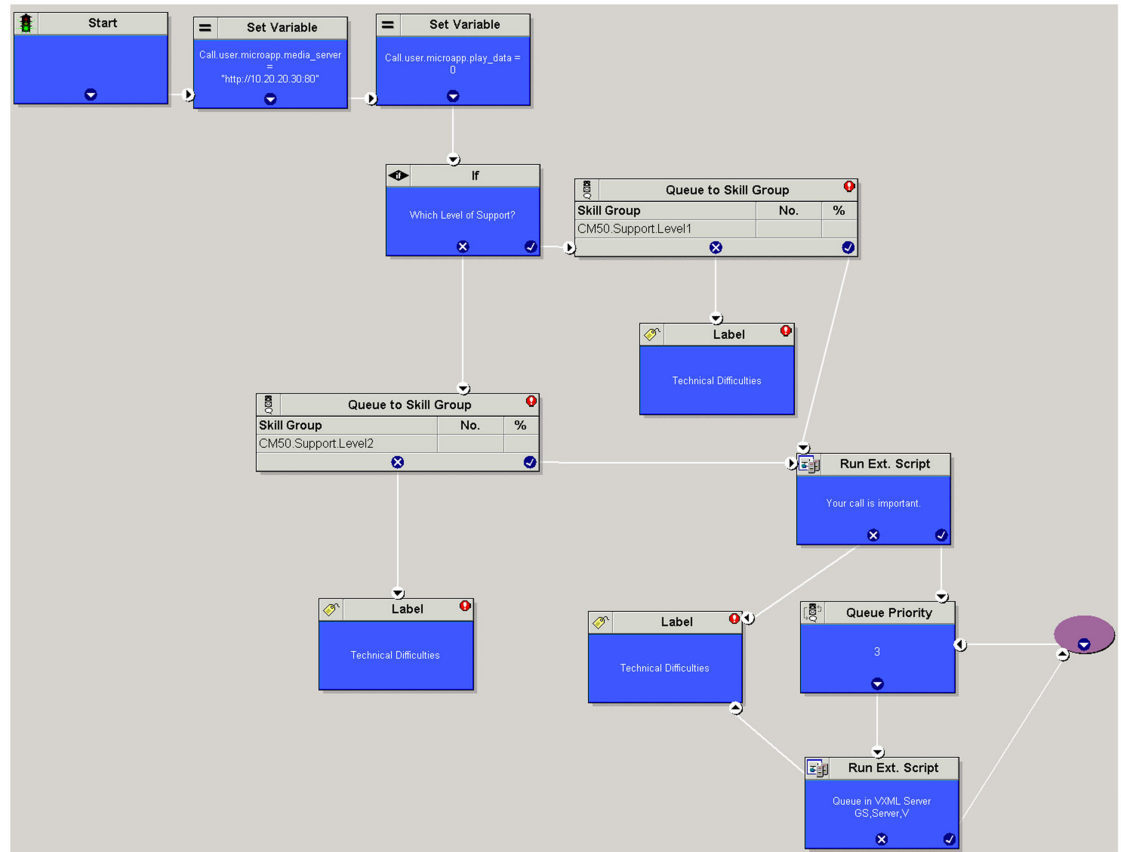 Start
= Set Variable
Call.user.microapp.media_server
=
"http://10.20.20.30:80"
= Set Variable
Call.user.microapp.play_data =
0
if If
Which Level of Support?
Queue to Skill Group
Skill Group No. %
CM50.Support.Level1
Label
Technical Difficulties
Queue to Skill Group
Skill Group No. %
CM50.Support.Level2
Run Ext. Script
Your call is important.
Label
Technical Difficulties
Label
Technical Difficulties
Queue Priority
3
Run Ext. Script
Queue in VXML Server
GS,Server,V